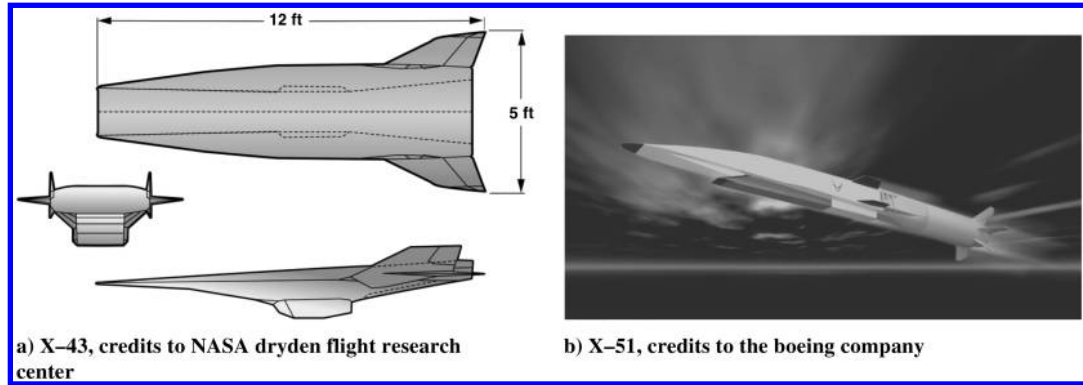 12 ft
5 ft
a) X–43, credits to NASA dryden flight research
center
b) X–51, credits to the boeing company